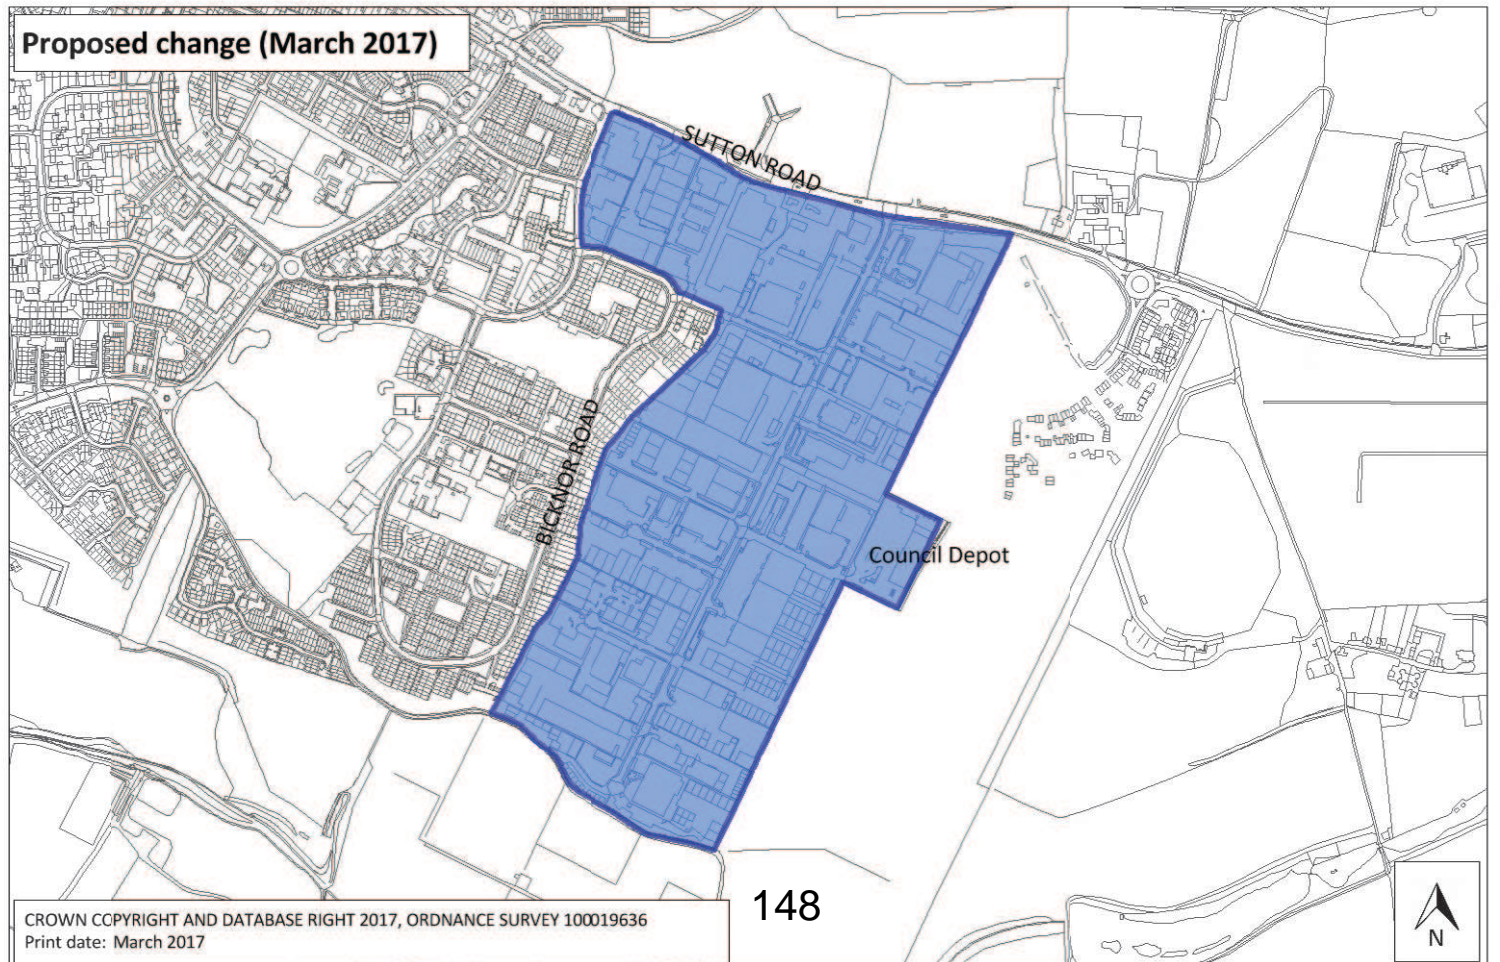 Proposed change (March 2017)
SUTTON ROAD
BICKNOR ROAD
Council Depot
148
CROWN COPYRIGHT AND DATABASE RIGHT 2017, ORDNANCE SURVEY 100019636
Print date: March 2017
N